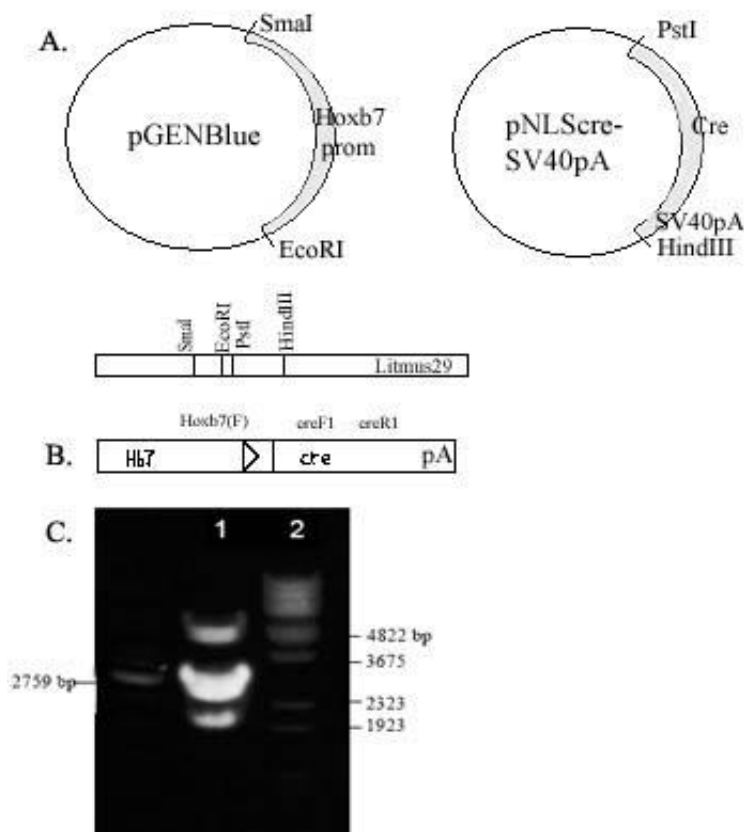 A.
SmaI
PstI
pGENBlue
Hoxb7
prom
pNLScre-
SV40pA
Cre
EcoRI
SV40pA
HindIII
SmaI
EcoRI
PstI
HindIII
Litmus29
Hoxb7(F) creF1 creR1
B. Hb7 cre pA
C. 1 2
4822 bp
3675
2759 bp
2323
1923